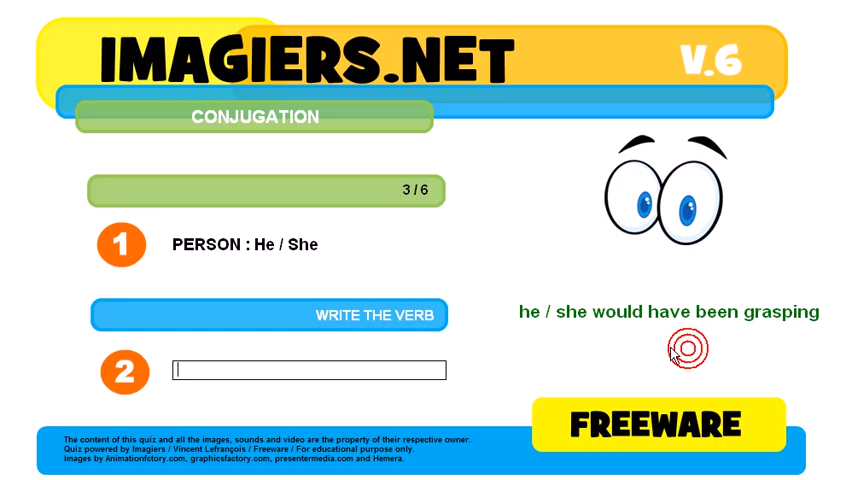 IMAGIERS.NET
V.6
CONJUGATION
3 / 6
1
PERSON : He / She
WRITE THE VERB
he / she would have been grasping
2
FREEWARE
The content of this quiz and all the images, sounds and video are the property of their respective owner.
Quiz powered by Imagiers / Vincent Lefrançois / Freeware / For educational purpose only.
Images by Animationfotory.com, graphicsfactory.com, presentermedia.com and Hemera.